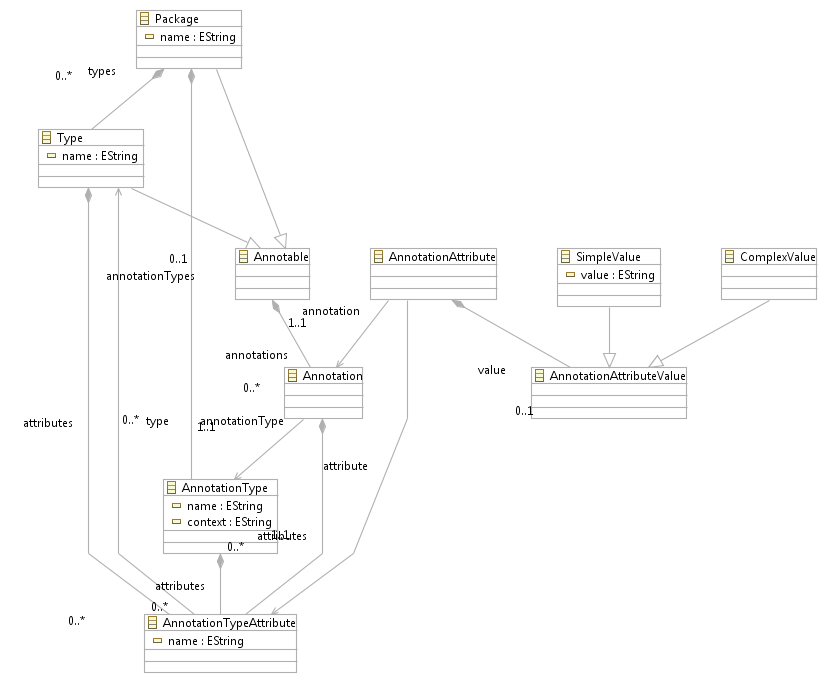 Package
name : EString
0..*
types
Type
name : EString
0..1
annotationTypes
Annotable
AnnotationAttribute
SimpleValue
value : EString
ComplexValue
annotation
1..1
annotations
0..*
Annotation
value
AnnotationAttributeValue
0..1
attributes
0..*
type
1..1
annotationType
attribute
AnnotationType
name : EString
context : EString
1..1
attributes
0..*
attributes
0..*
0..*
AnnotationTypeAttribute
name : EString